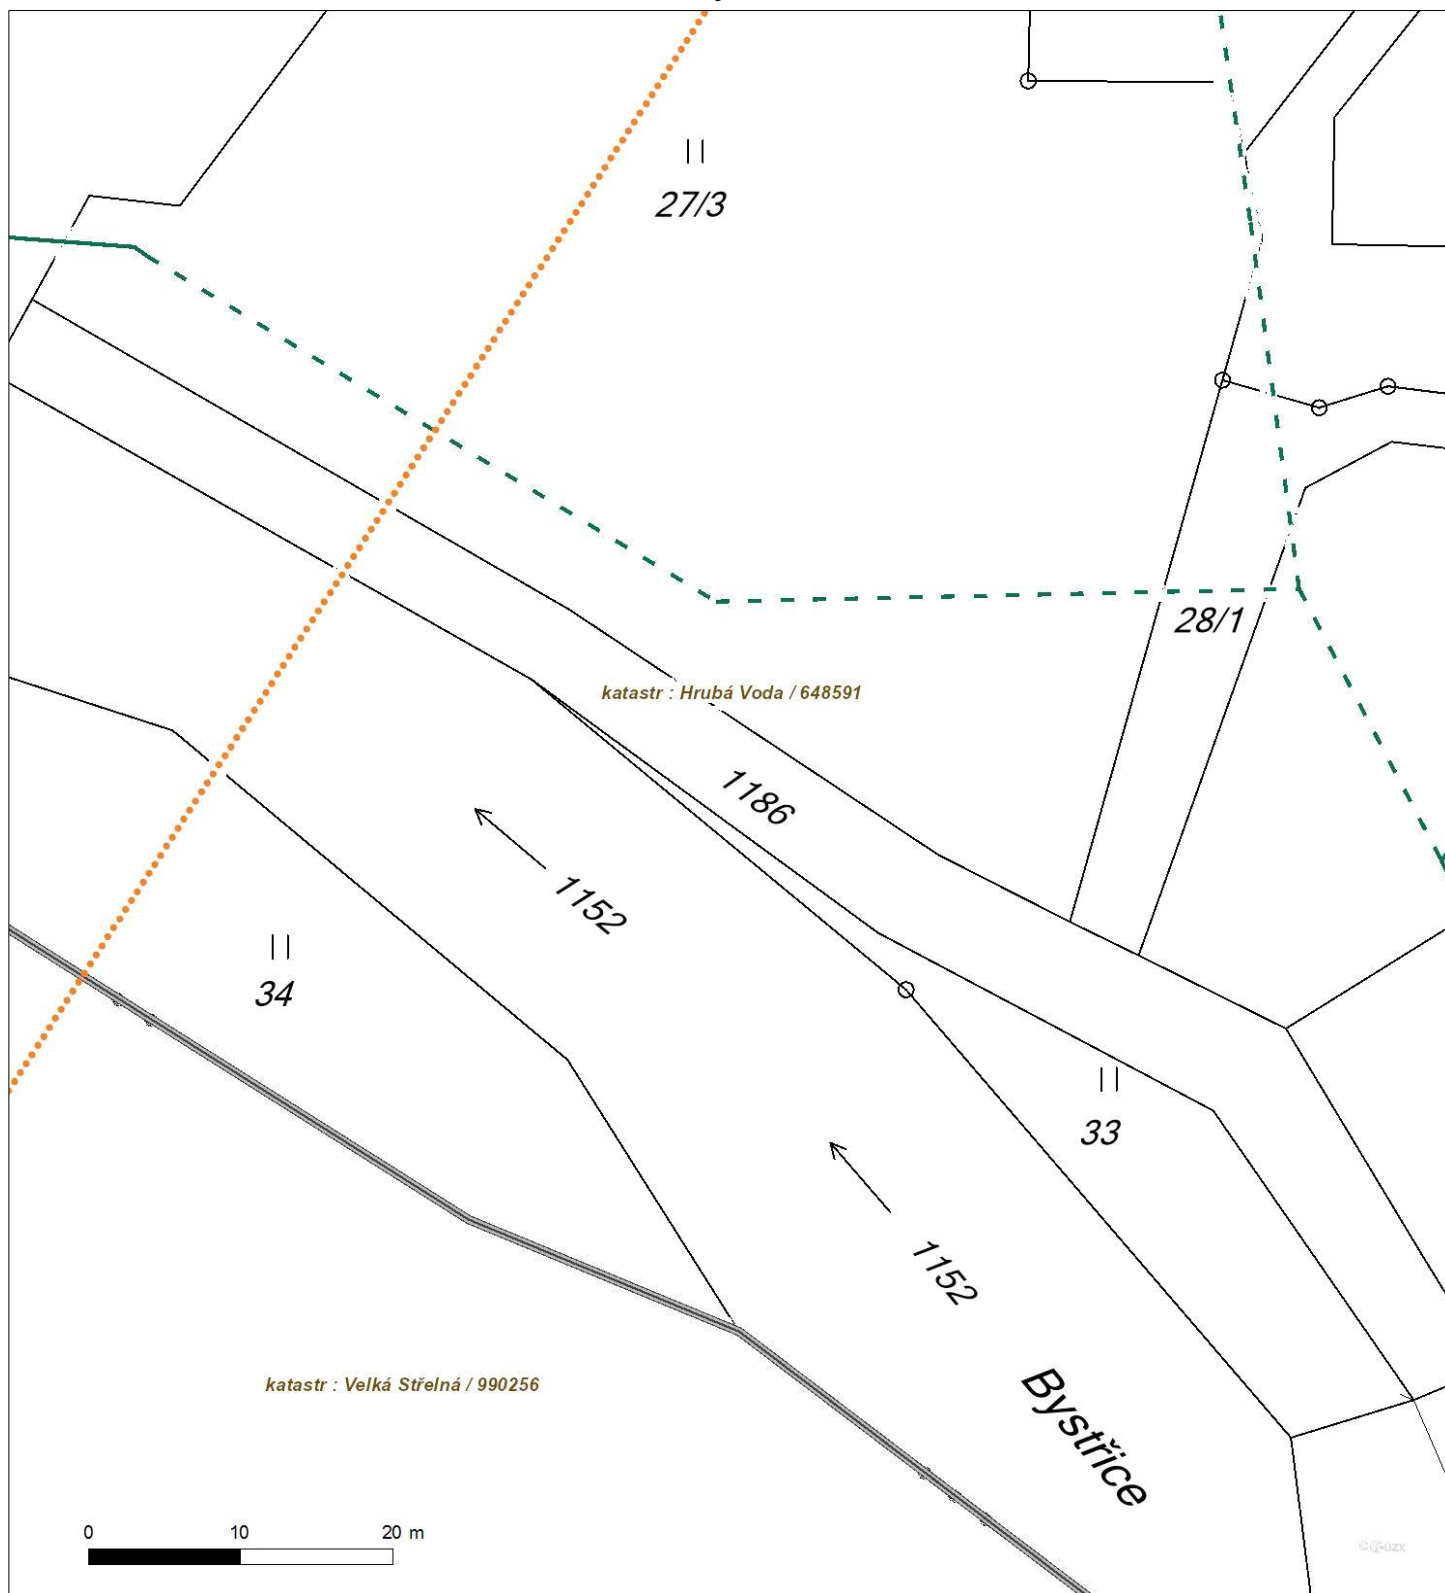 27/3
28/1
katastr : Hrubá Voda / 648591
1186
1152
34
33
1152
katastr : Velká Střelná / 990256
Bystřice
0 10 20 m